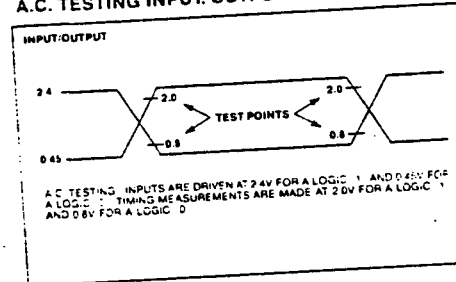 A.C. TESTING INPUT, OUTP
INPUT/OUTPUT
2.4
2.0
TEST POINTS
2.0
0.8
0.8
0.45
A.C. TESTING: INPUTS ARE DRIVEN AT 2.4V FOR A LOGIC 1 AND 0.45V FOR
A LOGIC TIMING MEASUREMENTS ARE MADE AT 2.0V FOR A LOGIC 1
AND 0.8V FOR A LOGIC 0